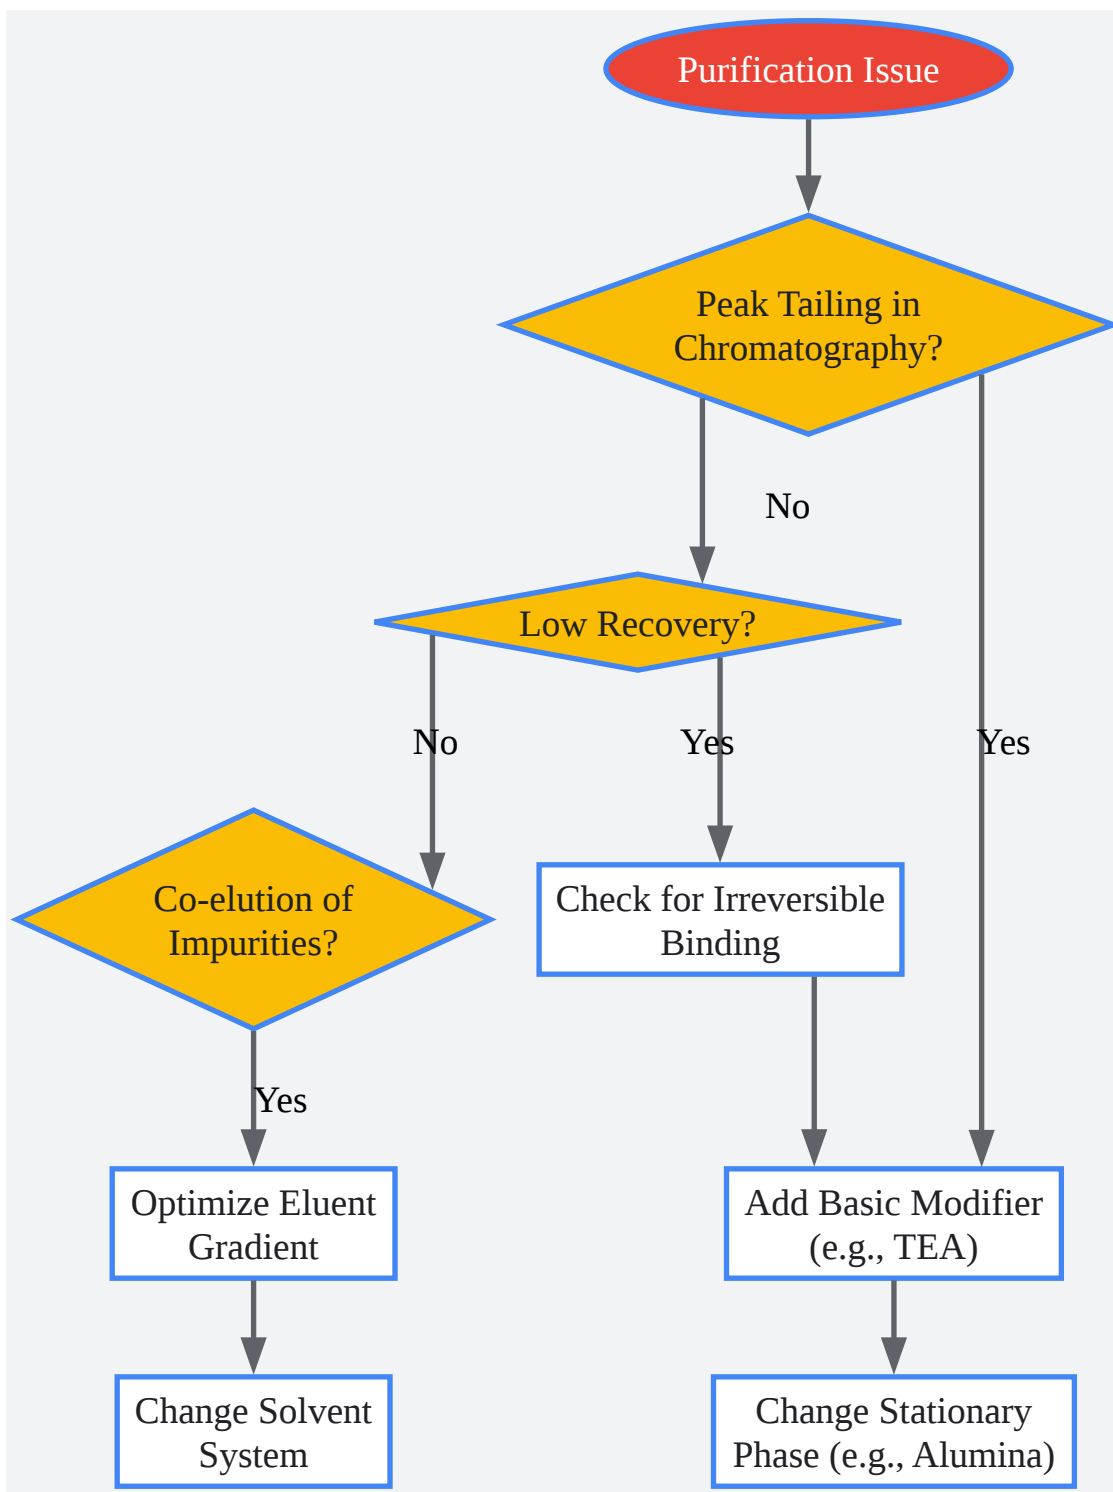 Purification Issue
Peak Tailing in
Chromatography?
No
Low Recovery?
No
Yes
Yes
Co-elution of
Impurities?
Check for Irreversible
Binding
Yes
Optimize Eluent
Gradient
Add Basic Modifier
(e.g., TEA)
Change Solvent
System
Change Stationary
Phase (e.g., Alumina)